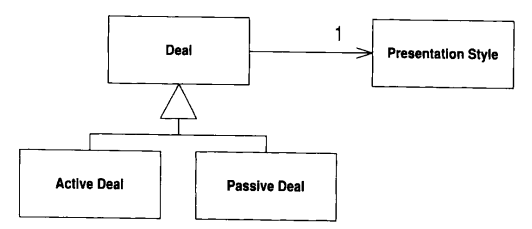 Deal
1
Presentation Style
Active Deal
Passive Deal